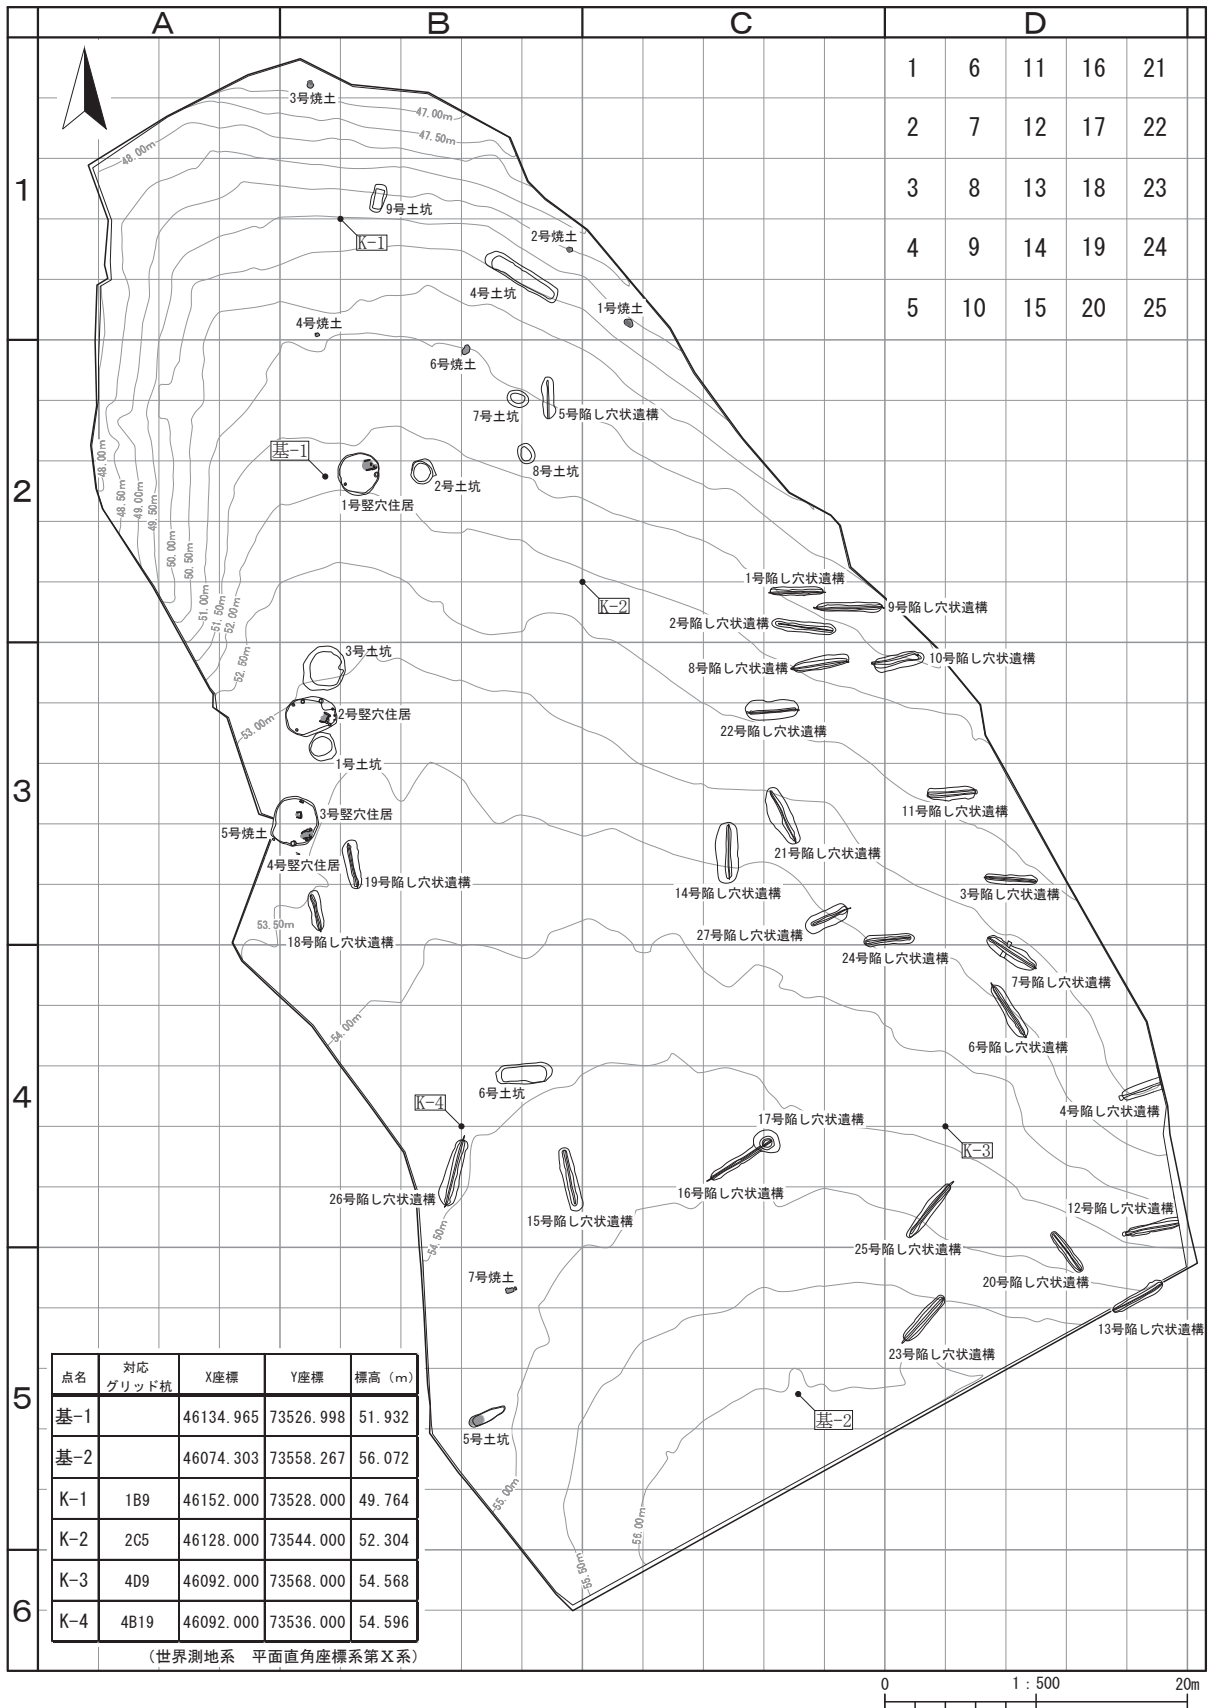 A B C D
1 6 11 16 21
2 7 12 17 22
3 8 13 18 23
4 9 14 19 24
5 10 15 20 25
1
2
3
4
5
6
3号焼土
47.00m
47.50m
48.00m
9号土坑
K-1
2号焼土
4号土坑
1号焼土
4号焼土
6号焼土
7号土坑
5号陥し穴状遺構
基-1
8号土坑
2号土坑
1号竪穴住居
48.00m
48.50m
49.00m
49.50m
50.00m
50.50m
51.00m
51.50m
52.00m
52.50m
1号陥し穴状遺構
K-2
9号陥し穴状遺構
2号陥し穴状遺構
3号土坑
8号陥し穴状遺構
10号陥し穴状遺構
2号竪穴住居
53.00m
22号陥し穴状遺構
1号土坑
3号竪穴住居
11号陥し穴状遺構
5号焼土
4号竪穴住居
21号陥し穴状遺構
19号陥し穴状遺構
14号陥し穴状遺構
3号陥し穴状遺構
53.50m
18号陥し穴状遺構
27号陥し穴状遺構
24号陥し穴状遺構
7号陥し穴状遺構
54.00m
6号陥し穴状遺構
6号土坑
K-4
4号陥し穴状遺構
17号陥し穴状遺構
K-3
26号陥し穴状遺構
16号陥し穴状遺構
15号陥し穴状遺構
12号陥し穴状遺構
54.50m
25号陥し穴状遺構
7号焼土
20号陥し穴状遺構
13号陥し穴状遺構
23号陥し穴状遺構
基-2
5号土坑
55.00m
56.00m
55.50m
点名 対応グリッド杭 X座標 Y座標 標高（m）
基-1 46134.965 73526.998 51.932
基-2 46074.303 73558.267 56.072
K-1 1B9 46152.000 73528.000 49.764
K-2 2C5 46128.000 73544.000 52.304
K-3 4D9 46092.000 73568.000 54.568
K-4 4B19 46092.000 73536.000 54.596
（世界測地系　平面直角座標系第X系）
0 1：500 20m